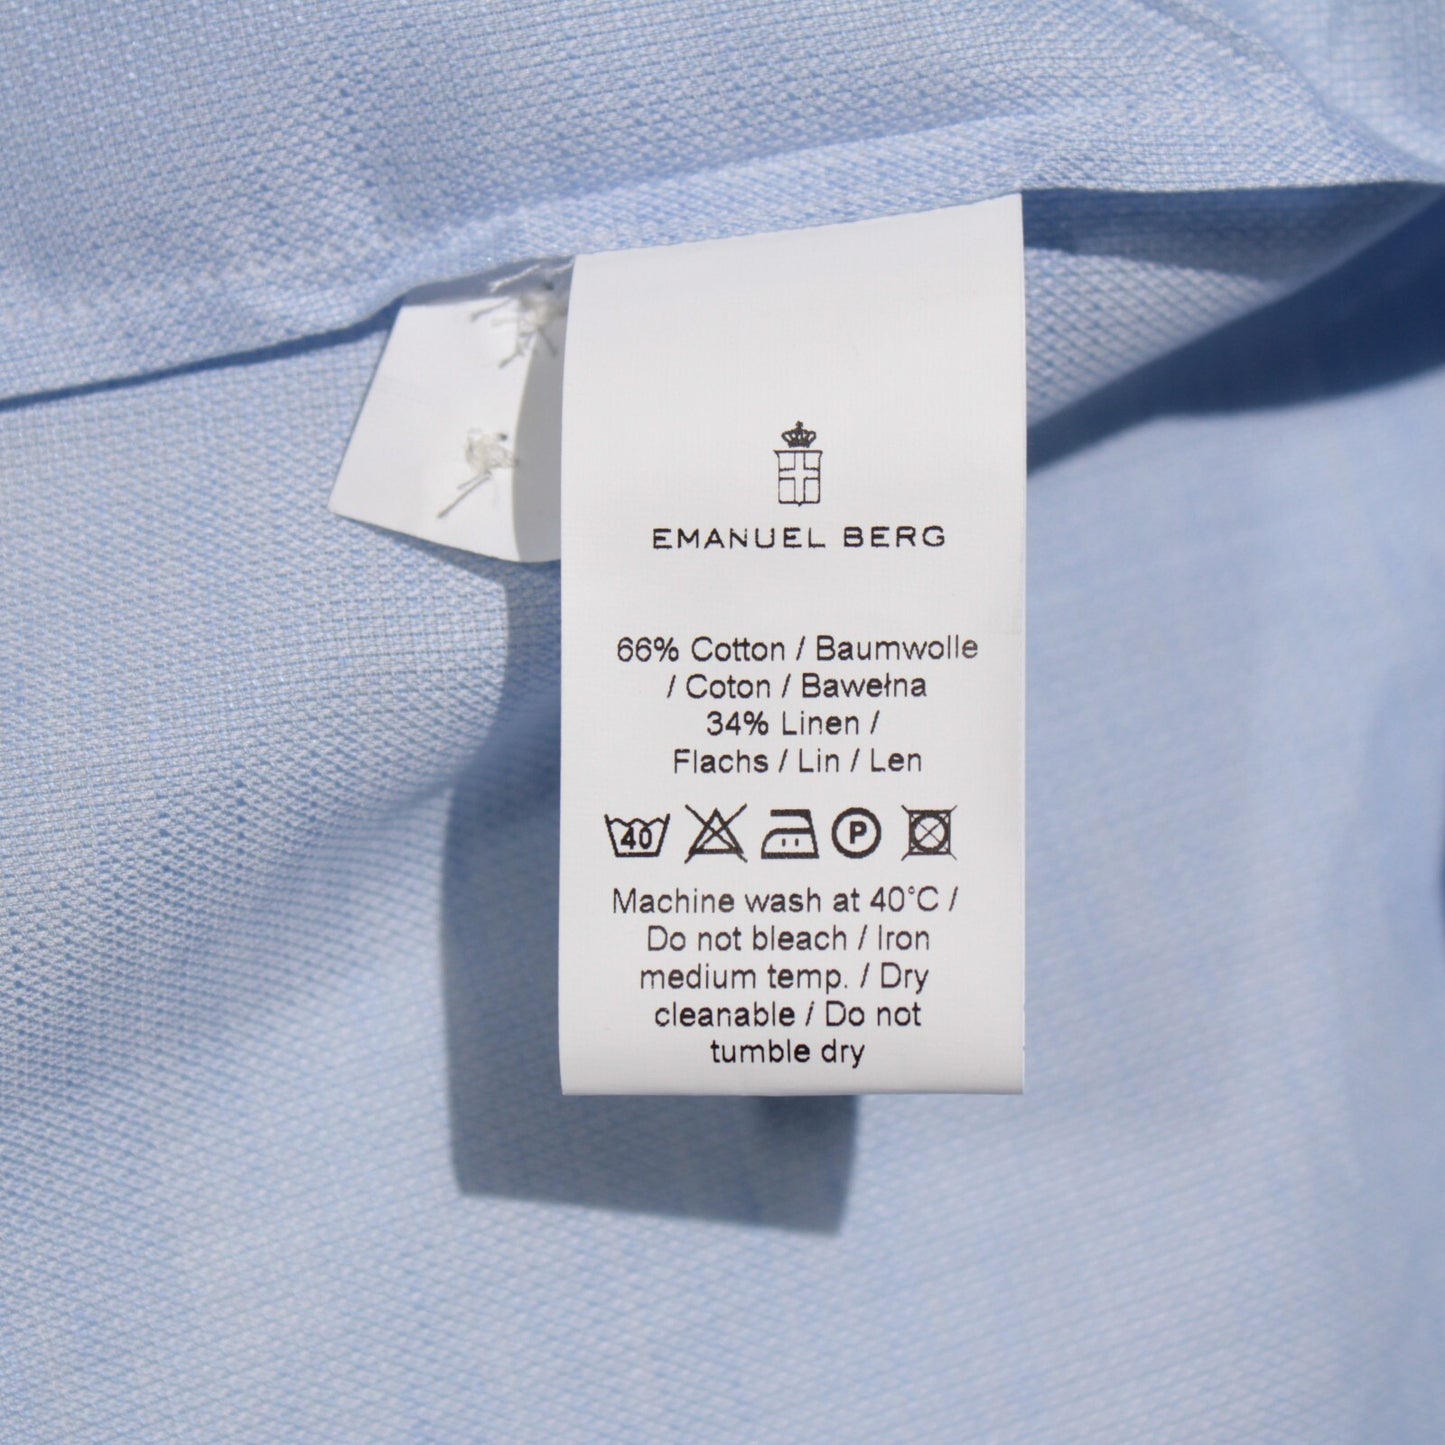 EMANUEL BERG
66% Cotton / Baumwolle
/ Coton / Bawełna
34% Linen /
Flachs / Lin / Len
40 P
Machine wash at 40°C /
Do not bleach / Iron
medium temp. / Dry
cleanable / Do not
tumble dry